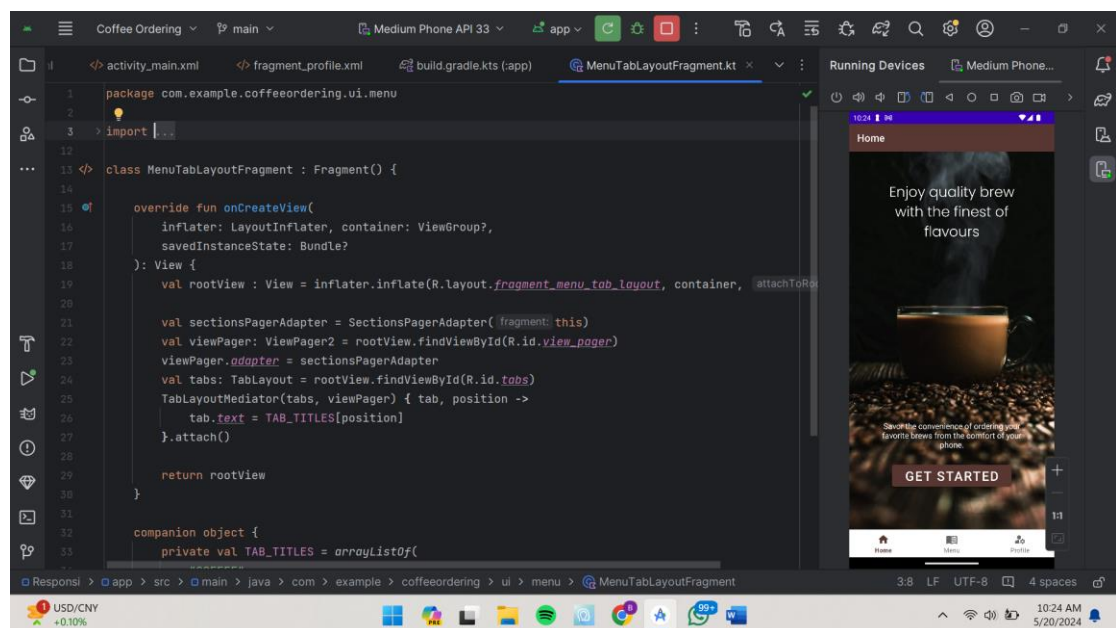 Coffee Ordering
main
Medium Phone API 33
app
activity_main.xml
fragment_profile.xml
build.gradle.kts (:app)
MenuTabLayoutFragment.kt
Running Devices
Medium Phone...
1 package com.example.coffeeordering.ui.menu
2
3 import ...
12
13 class MenuTabLayoutFragment : Fragment() {
14
15 override fun onCreateView(
16 inflater: LayoutInflater, container: ViewGroup?,
17 savedInstanceState: Bundle?
18 ): View {
19 val rootView : View = inflater.inflate(R.layout.fragment_menu_tab_layout, container, attachToRoo
20
21 val sectionsPagerAdapter = SectionsPagerAdapter( fragment: this)
22 val viewPager: ViewPager2 = rootView.findViewById(R.id.view_pager)
23 viewPager.adapter = sectionsPagerAdapter
24 val tabs: TabLayout = rootView.findViewById(R.id.tabs)
25 TabLayoutMediator(tabs, viewPager) { tab, position ->
26 tab.text = TAB_TITLES[position]
27 }.attach()
28
29 return rootView
30 }
31
32 companion object {
33 private val TAB_TITLES = arrayListOf(
10:24
Home
Enjoy quality brew
with the finest of
flavours
Savor the convenience of ordering your
favorite brews from the comfort of your
phone.
GET STARTED
1:1
Home
Menu
Profile
Responsi > app > src > main > java > com > example > coffeeordering > ui > menu > MenuTabLayoutFragment
3:8 LF UTF-8 4 spaces
1
USD/CNY
+0.10%
PRE
99+
10:24 AM
5/20/2024